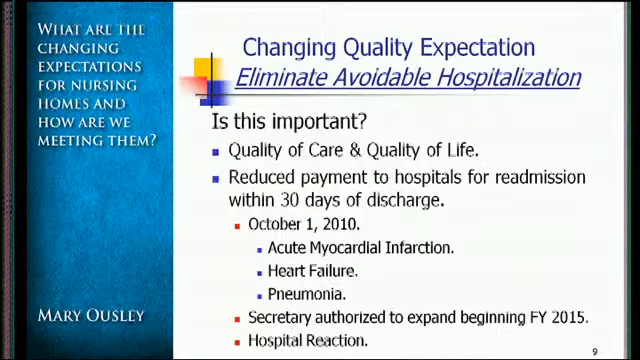 WHAT ARE THE
CHANGING
EXPECTATIONS
FOR NURSING
HOMES AND
HOW ARE WE
MEETING THEM?
MARY OUSLEY
Changing Quality Expectation
Eliminate Avoidable Hospitalization
Is this important?
Quality of Care & Quality of Life.
Reduced payment to hospitals for readmission
within 30 days of discharge.
October 1, 2010.
Acute Myocardial Infarction.
Heart Failure.
Pneumonia.
Secretary authorized to expand beginning FY 2015.
Hospital Reaction.
9